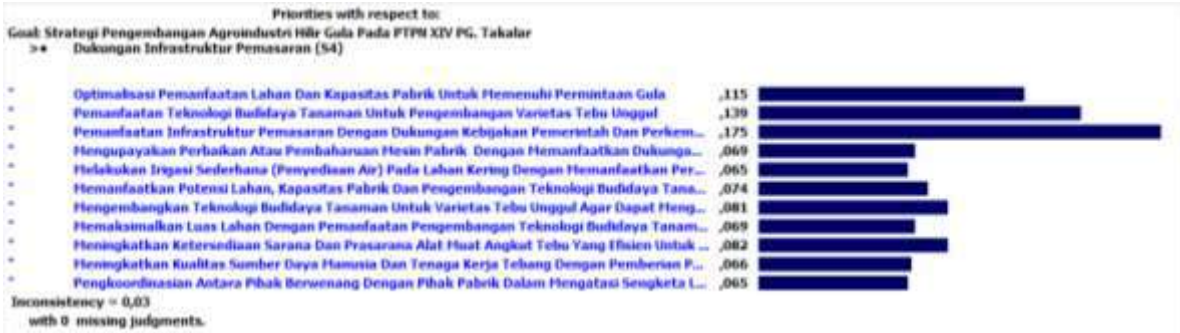 Priorities with respect to:
Goal: Strategi Pengembangan Agroindustri Hilir Gula Pada PTPN XIV PG. Takalar
>• Dukungan Infrastruktur Pemasaran (S4)
Optimalisasi Pemanfaatan Lahan Dan Kapasitas Pabrik Untuk Memenuhi Permintaan Gula ,115
Pemanfaatan Teknologi Budidaya Tanaman Untuk Pengembangan Varietas Tebu Unggul ,139
Pemanfaatan Infrastruktur Pemasaran Dengan Dukungan Kebijakan Pemerintah Dan Perkem... ,175
Mengupayakan Perbaikan Atau Pembaharuan Mesin Pabrik Dengan Memanfaatkan Dukunga... ,069
Melakukan Irigasi Sederhana (Penyediaan Air) Pada Lahan Kering Dengan Memanfaatkan Per... ,065
Memanfaatkan Potensi Lahan, Kapasitas Pabrik Dan Pengembangan Teknologi Budidaya Tana... ,074
Mengembangkan Teknologi Budidaya Tanaman Untuk Varietas Tebu Unggul Agar Dapat Meng... ,081
Memaksimalkan Luas Lahan Dengan Pemanfaatan Pengembangan Teknologi Budidaya Tanam... ,069
Meningkatkan Ketersediaan Sarana Dan Prasarana Alat Muat Angkut Tebu Yang Efisien Untuk ... ,082
Meningkatkan Kualitas Sumber Daya Manusia Dan Tenaga Kerja Tebang Dengan Pemberian P... ,066
Pengkoordinasian Antara Pihak Berwenang Dengan Pihak Pabrik Dalam Mengatasi Sengketa L... ,065
Inconsistency = 0,03
with 0 missing judgments.